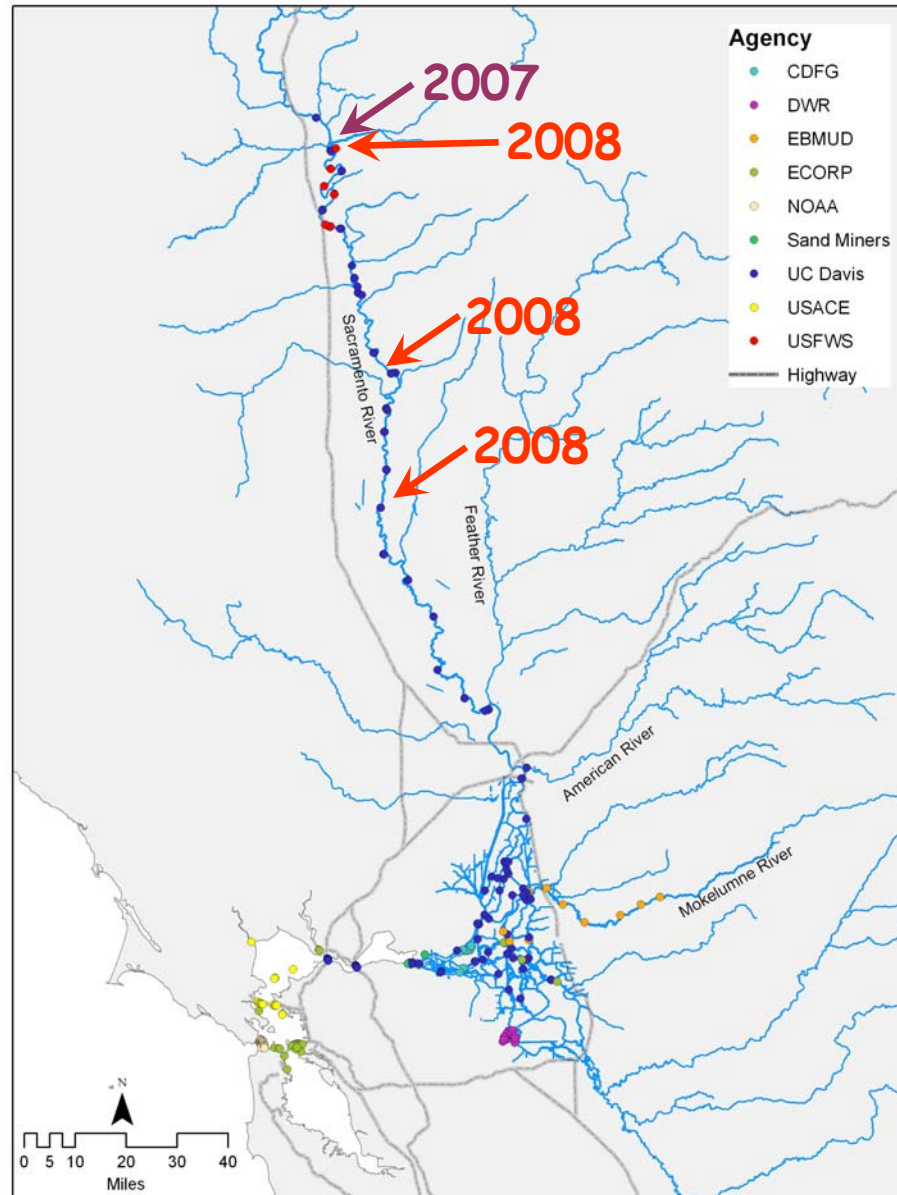 2007
2008
2008
2008
Agency
CDFG
DWR
EBMUD
ECORP
NOAA
Sand Miners
UC Davis
USACE
USFWS
Highway
Sacramento River
Feather River
American River
Mokelumne River
N
0 5 10 20 30 40
Miles